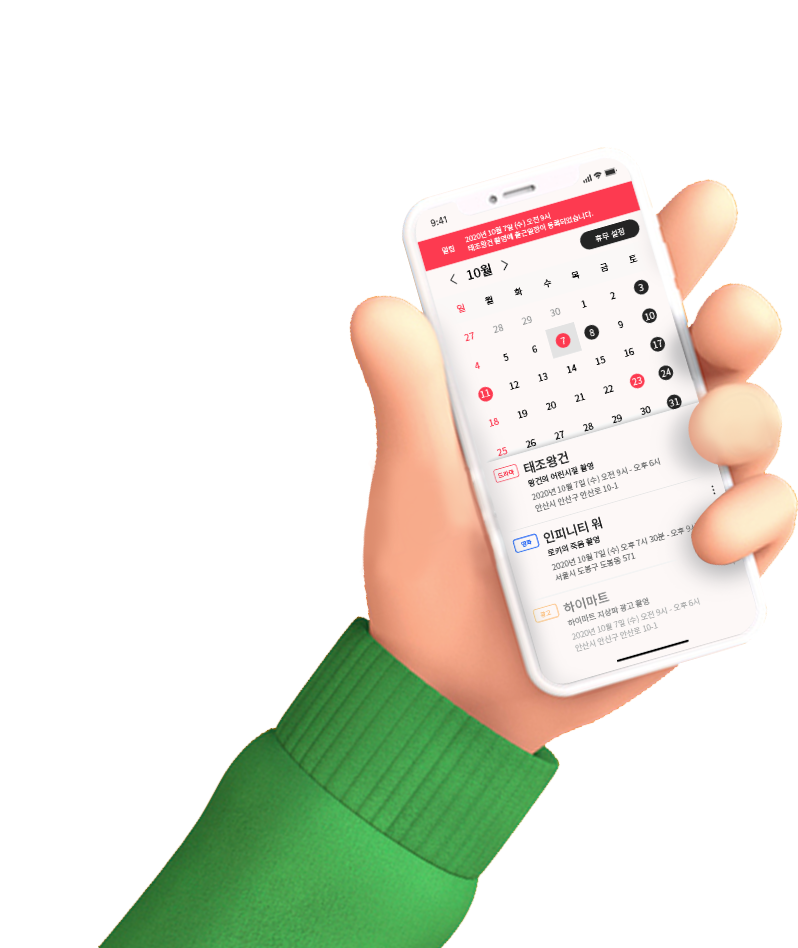 9:41
알림
2020년 10월 7일 (수) 오전 9시
태조왕건 촬영에 출근일정이 등록되었습니다.
휴무 설정
10월
일 월 화 수 목 금 토
27 28 29 30 1 2 3
4 5 6 7 8 9 10
11 12 13 14 15 16 17
18 19 20 21 22 23 24
25 26 27 28 29 30 31
드라마 태조왕건
왕건의 어린시절 촬영
2020년 10월 7일 (수) 오전 9시 - 오후 6시
안산시 안산구 안산로 10-1
영화 인피니티 워
로키의 죽음 촬영
2020년 10월 7일 (수) 오후 7시 30분 - 오후 9시
서울시 도봉구 도봉동 571
광고 하이마트
하이마트 지상파 광고 촬영
2020년 10월 7일 (수) 오전 9시 - 오후 6시
안산시 안산구 안산로 10-1